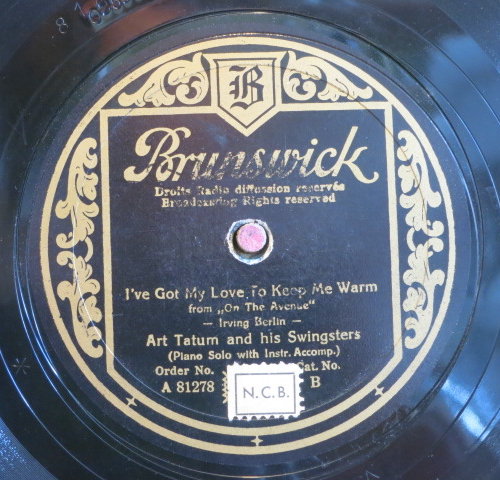 B
Brunswick
Droits Radio diffussion reservés
Broadcasting Rights reserved
I've Got My Love To Keep Me Warm
from „On The Avenue“
— Irving Berlin —
Art Tatum and his Swingsters
(Piano Solo with Instr. Accomp.)
Order No. Cat. No.
A 81278 B
N.C.B.